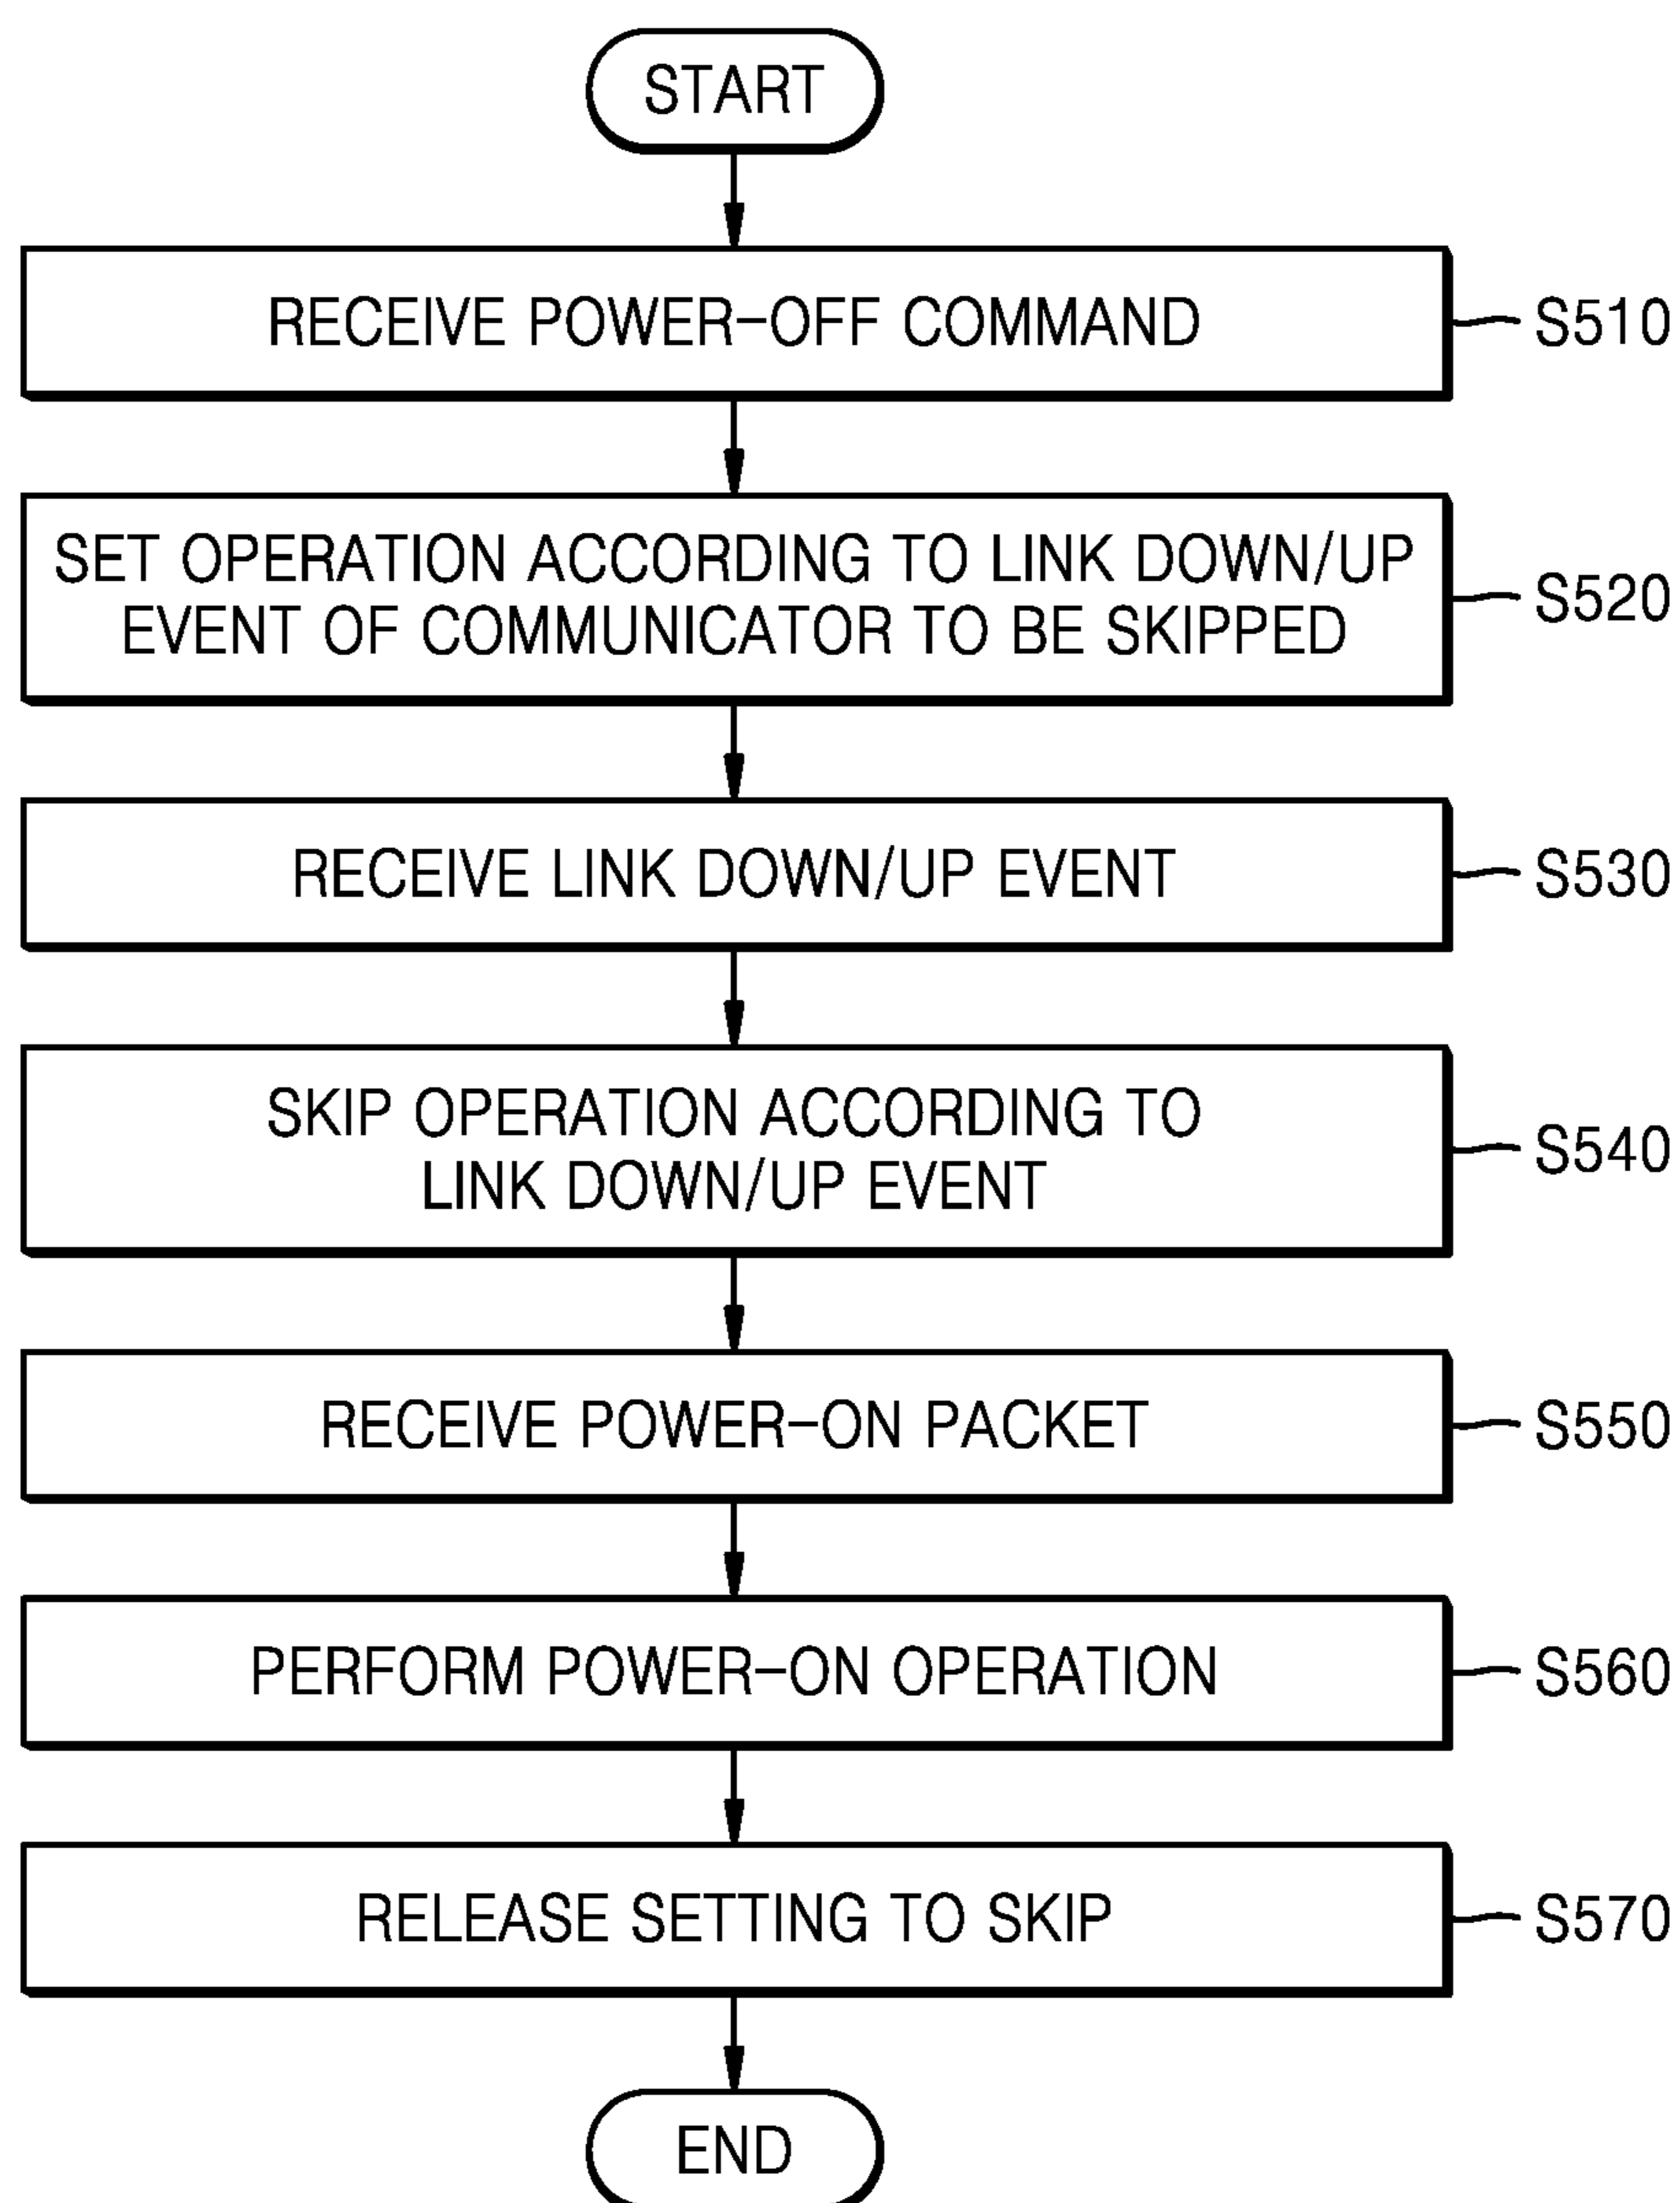 START
RECEIVE POWER-OFF COMMAND
S510
SET OPERATION ACCORDING TO LINK DOWN/UP
EVENT OF COMMUNICATOR TO BE SKIPPED
S520
RECEIVE LINK DOWN/UP EVENT
S530
SKIP OPERATION ACCORDING TO
LINK DOWN/UP EVENT
S540
RECEIVE POWER-ON PACKET
S550
PERFORM POWER-ON OPERATION
S560
RELEASE SETTING TO SKIP
S570
END